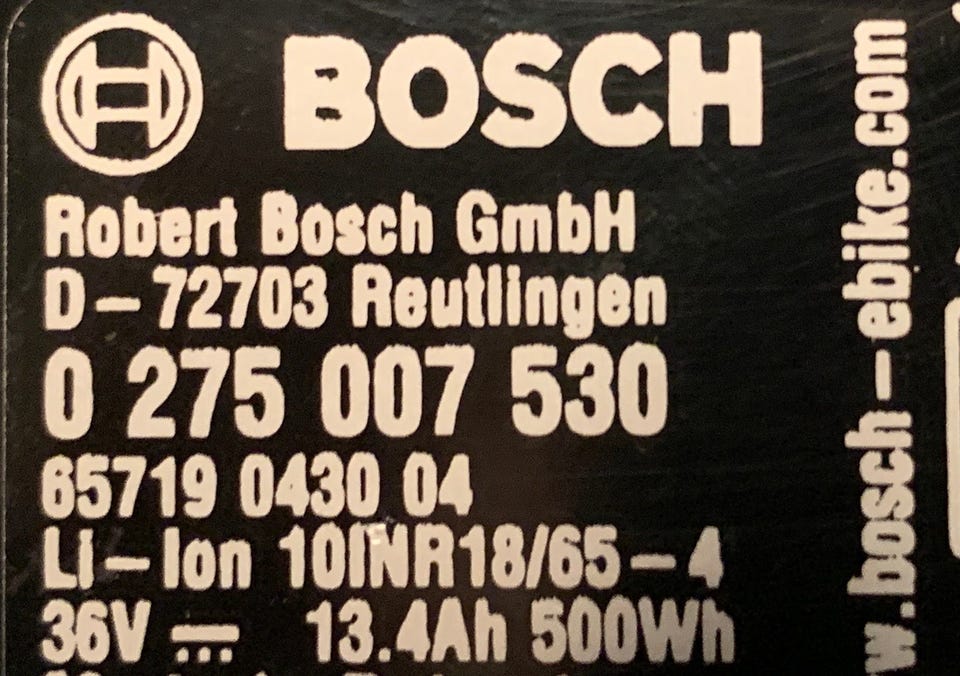 BOSCH
Robert Bosch GmbH
D-72703 Reutlingen
0 275 007 530
65719 0430 04
Li-Ion 10INR18/65-4
36V 13.4Ah 500Wh
w.bosch-ebike.com